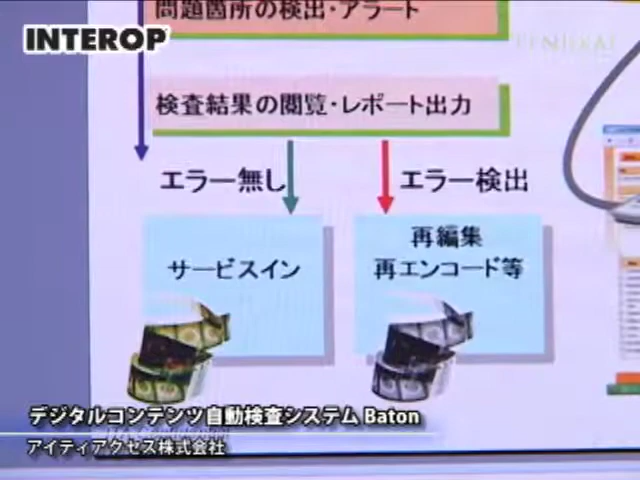 問題箇所の検出・アラート
INTEROP
検査結果の閲覧・レポート出力
エラー無し
エラー検出
サービスイン
再編集
再エンコード等
デジタルコンテンツ自動検査システム Baton
アイティアクセス株式会社